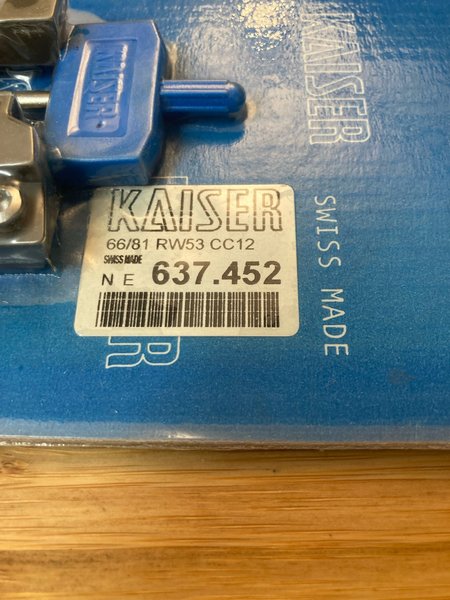 KAISER
KAISER
KAISER
66/81 RW53 CC12
SWISS MADE
N E 637.452
SWISS MADE